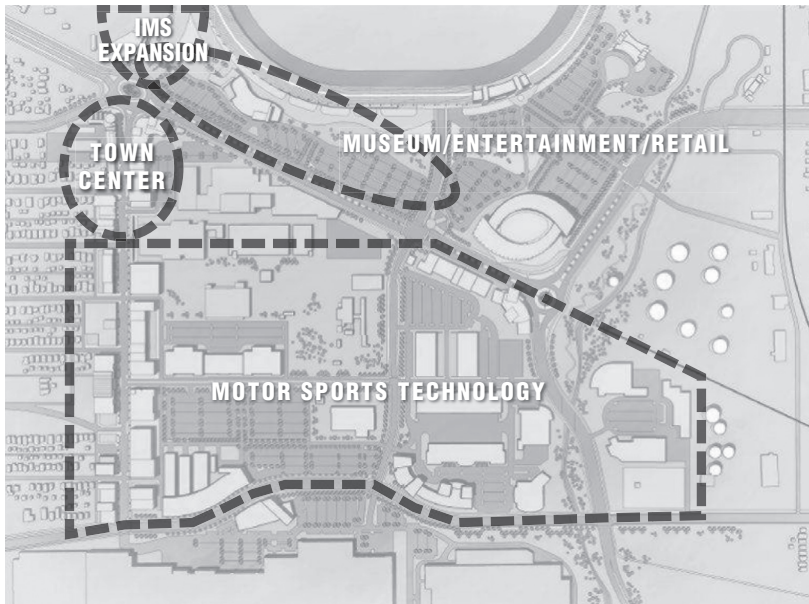 IMS
EXPANSION
TOWN
CENTER
MUSEUM/ENTERTAINMENT/RETAIL
MOTOR SPORTS TECHNOLOGY